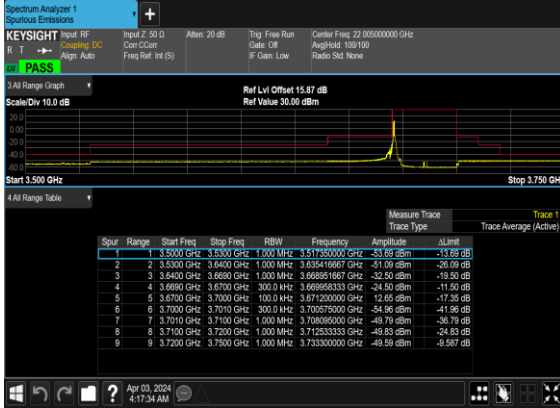 Spectrum Analyzer 1
Spurious Emissions
+
KEYSIGHT Input: RF Input Z: 50 Ω Atten: 20 dB Trig: Free Run Center Freq: 22.005000000 GHz
R T Coupling: DC Corr CCorr Gate: Off Avg|Hold: 100/100
Align: Auto Freq Ref: Int (S) IF Gain: Low Radio Std: None
PASS
3 All Range Graph
Ref Lvl Offset 15.87 dB
Scale/Div 10.0 dB Ref Value 30.00 dBm
20.0
0.00
-20.0
-40.0
-60.0
Start 3.500 GHz Stop 3.750 GH
4 All Range Table
Measure Trace Trace 1
Trace Type Trace Average (Active)
Spur Range Start Freq Stop Freq RBW Frequency Amplitude ΔLimit
1 1 3.5000 GHz 3.5300 GHz 1.000 MHz 3.517350000 GHz -53.69 dBm -13.69 dB
2 2 3.5300 GHz 3.6400 GHz 1.000 MHz 3.635416667 GHz -51.09 dBm -26.09 dB
3 3 3.6400 GHz 3.6690 GHz 1.000 MHz 3.668951667 GHz -32.50 dBm -19.50 dB
4 4 3.6690 GHz 3.6700 GHz 300.0 kHz 3.669958333 GHz -24.50 dBm -11.50 dB
5 5 3.6700 GHz 3.7000 GHz 100.0 kHz 3.671200000 GHz 12.65 dBm -17.35 dB
6 6 3.7000 GHz 3.7010 GHz 300.0 kHz 3.700575000 GHz -54.96 dBm -41.96 dB
7 7 3.7010 GHz 3.7100 GHz 1.000 MHz 3.708095000 GHz -49.79 dBm -36.79 dB
8 8 3.7100 GHz 3.7200 GHz 1.000 MHz 3.712533333 GHz -49.83 dBm -24.83 dB
9 9 3.7200 GHz 3.7500 GHz 1.000 MHz 3.733300000 GHz -49.59 dBm -9.587 dB
? Apr 03, 2024
4:17:34 AM